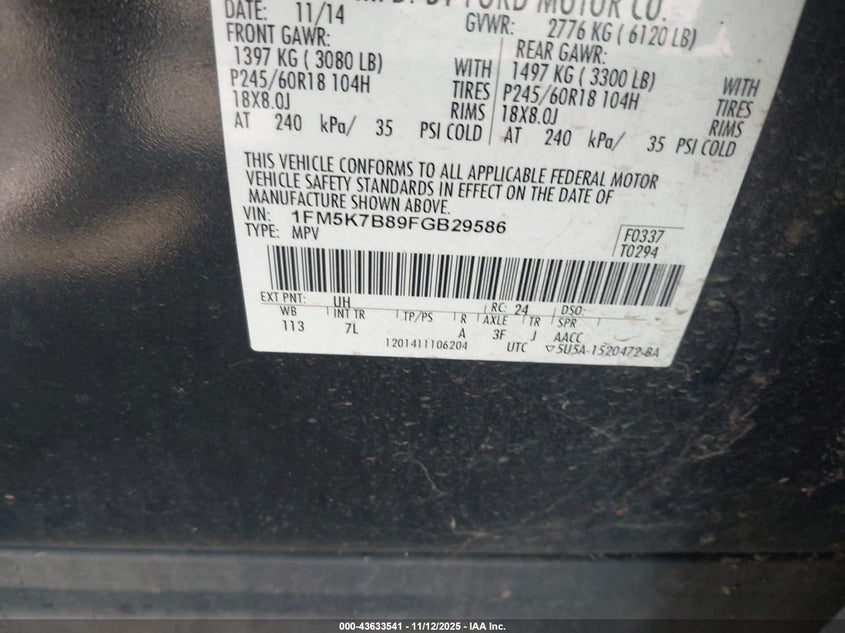 MFD. BY FORD MOTOR CO.
DATE: 11/14 GVWR: 2776 KG ( 6120 LB)
FRONT GAWR: REAR GAWR:
1397 KG ( 3080 LB) WITH 1497 KG ( 3300 LB) WITH
P245/60R18 104H TIRES P245/60R18 104H TIRES
18X8.0J RIMS 18X8.0J RIMS
AT 240 kPa/ 35 PSI COLD AT 240 kPa/ 35 PSI COLD
THIS VEHICLE CONFORMS TO ALL APPLICABLE FEDERAL MOTOR
VEHICLE SAFETY STANDARDS IN EFFECT ON THE DATE OF
MANUFACTURE SHOWN ABOVE.
VIN: 1FM5K7B89FGB29586
TYPE: MPV F0337
T0294
EXT PNT: UH RC: 24 DSO:
WB INT TR TP/PS R AXLE TR SPR
113 7L A 3F J AACC
1201411106204 UTC ▽5U5A-1520472-BA
000-43633541 - 11/12/2025 - IAA Inc.